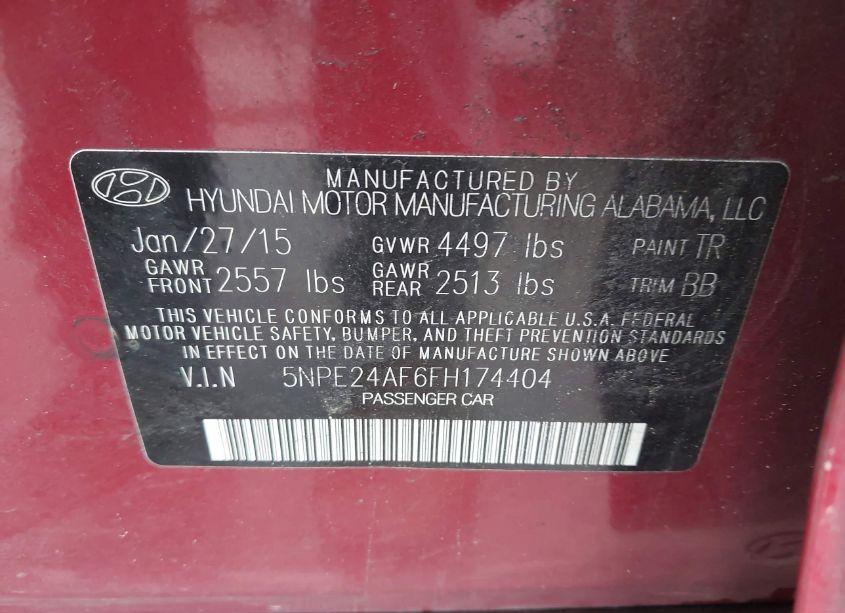 MANUFACTURED BY
HYUNDAI MOTOR MANUFACTURING ALABAMA, LLC
Jan/27/15 GVWR 4497 lbs PAINT TR
GAWR FRONT 2557 lbs GAWR REAR 2513 lbs TRIM BB
THIS VEHICLE CONFORMS TO ALL APPLICABLE U.S.A. FEDERAL
MOTOR VEHICLE SAFETY, BUMPER, AND THEFT PREVENTION STANDARDS
IN EFFECT ON THE DATE OF MANUFACTURE SHOWN ABOVE.
V.I.N 5NPE24AF6FH174404
PASSENGER CAR